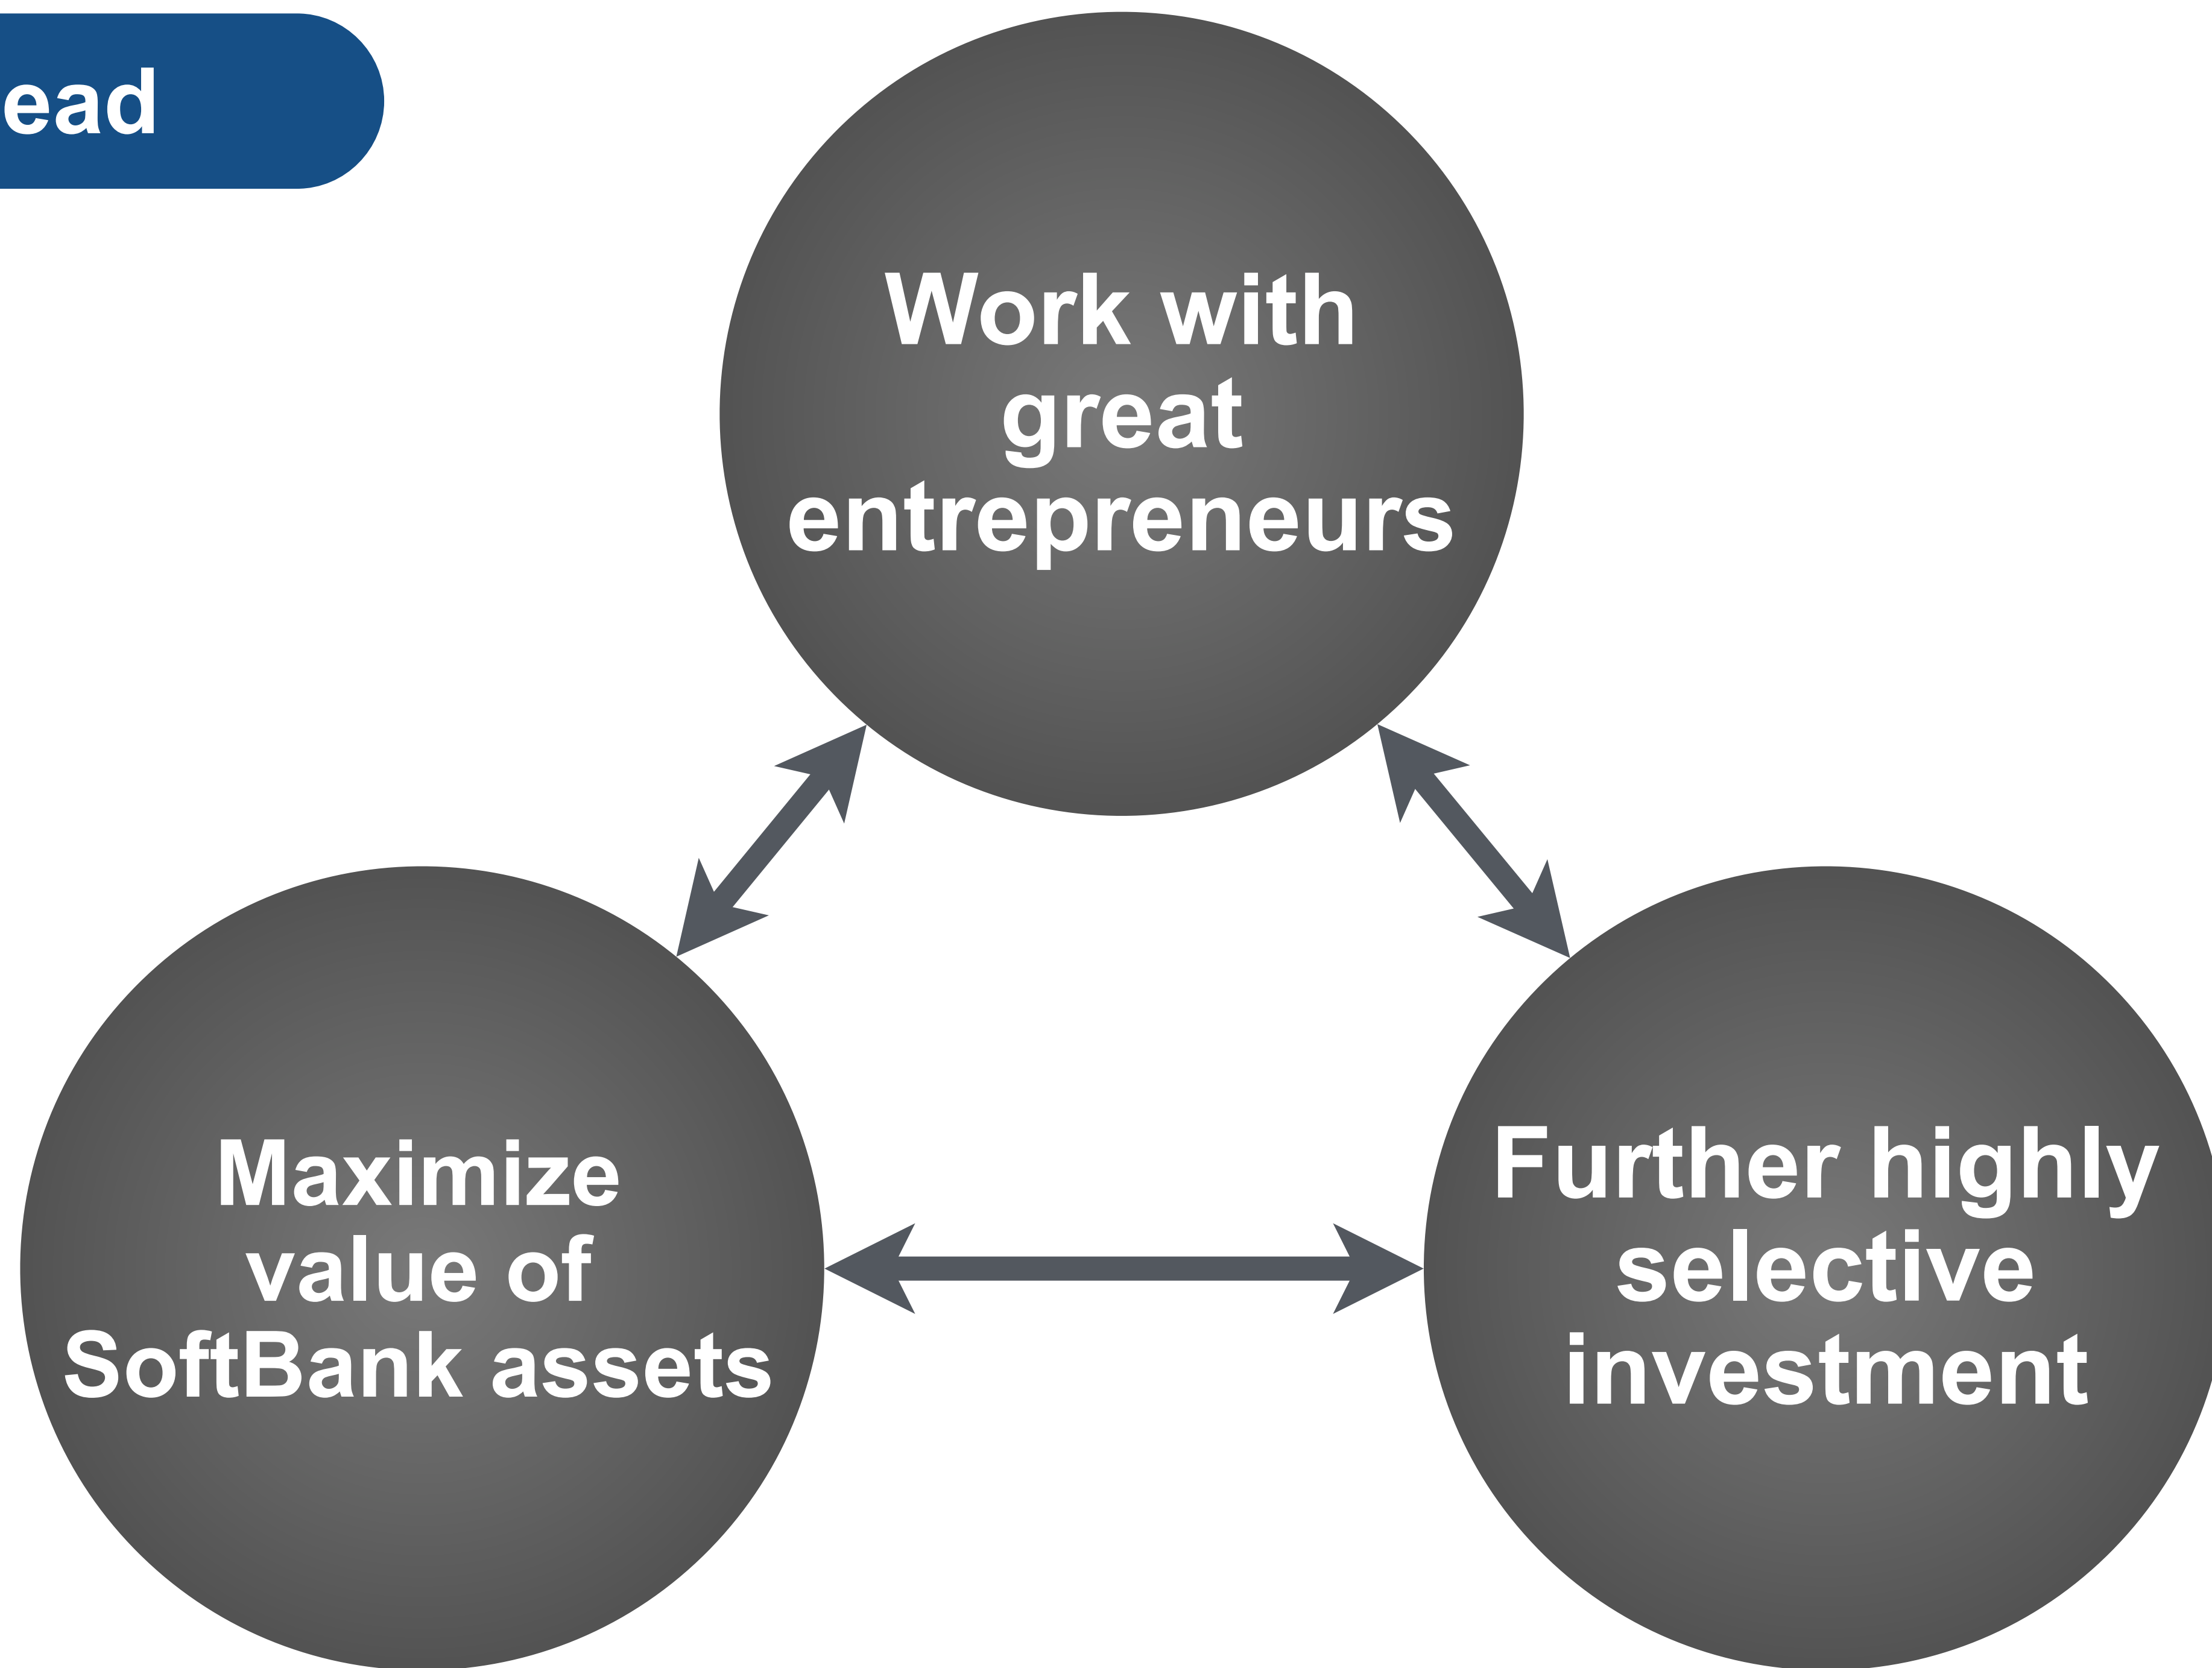 ead
Work with
great
entrepreneurs
Maximize
value of
SoftBank assets
Further highly
selective
investment